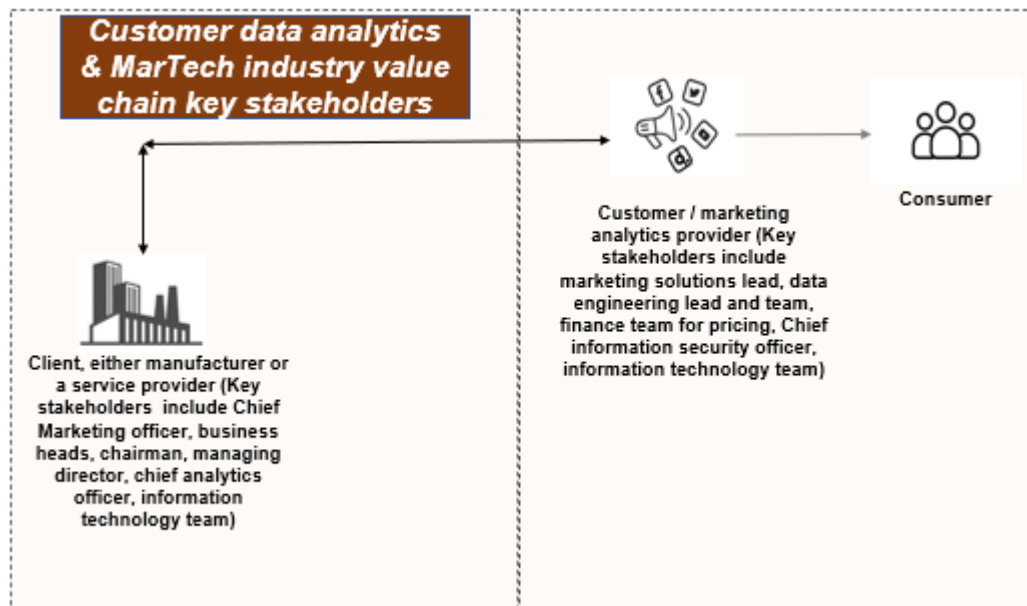 Customer data analytics
& MarTech industry value
chain key stakeholders
Consumer
Customer / marketing
analytics provider (Key
stakeholders include
marketing solutions lead, data
engineering lead and team,
finance team for pricing, Chief
information security officer,
information technology team)
Client, either manufacturer or
a service provider (Key
stakeholders include Chief
Marketing officer, business
heads, chairman, managing
director, chief analytics
officer, information
technology team)